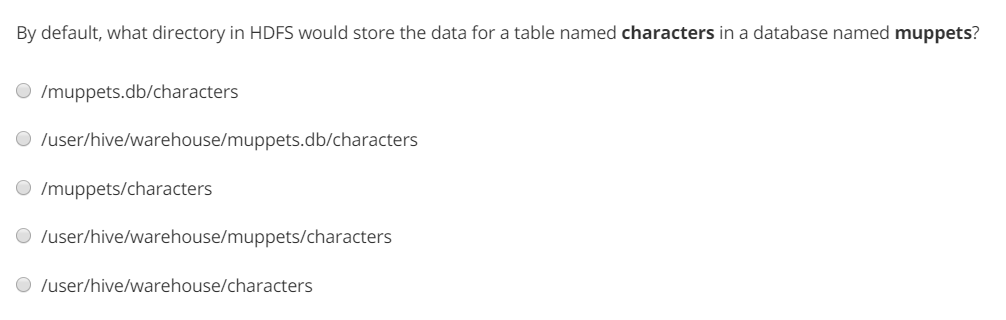 By default, what directory in HDFS would store the data for a table named characters in a database named muppets?
/muppets.db/characters
/user/hive/warehouse/muppets.db/characters
/muppets/characters
/user/hive/warehouse/muppets/characters
/user/hive/warehouse/characters